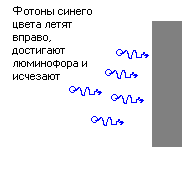 Фотоны синего
цвета летят
вправо,
достигают
люминофора и
исчезают